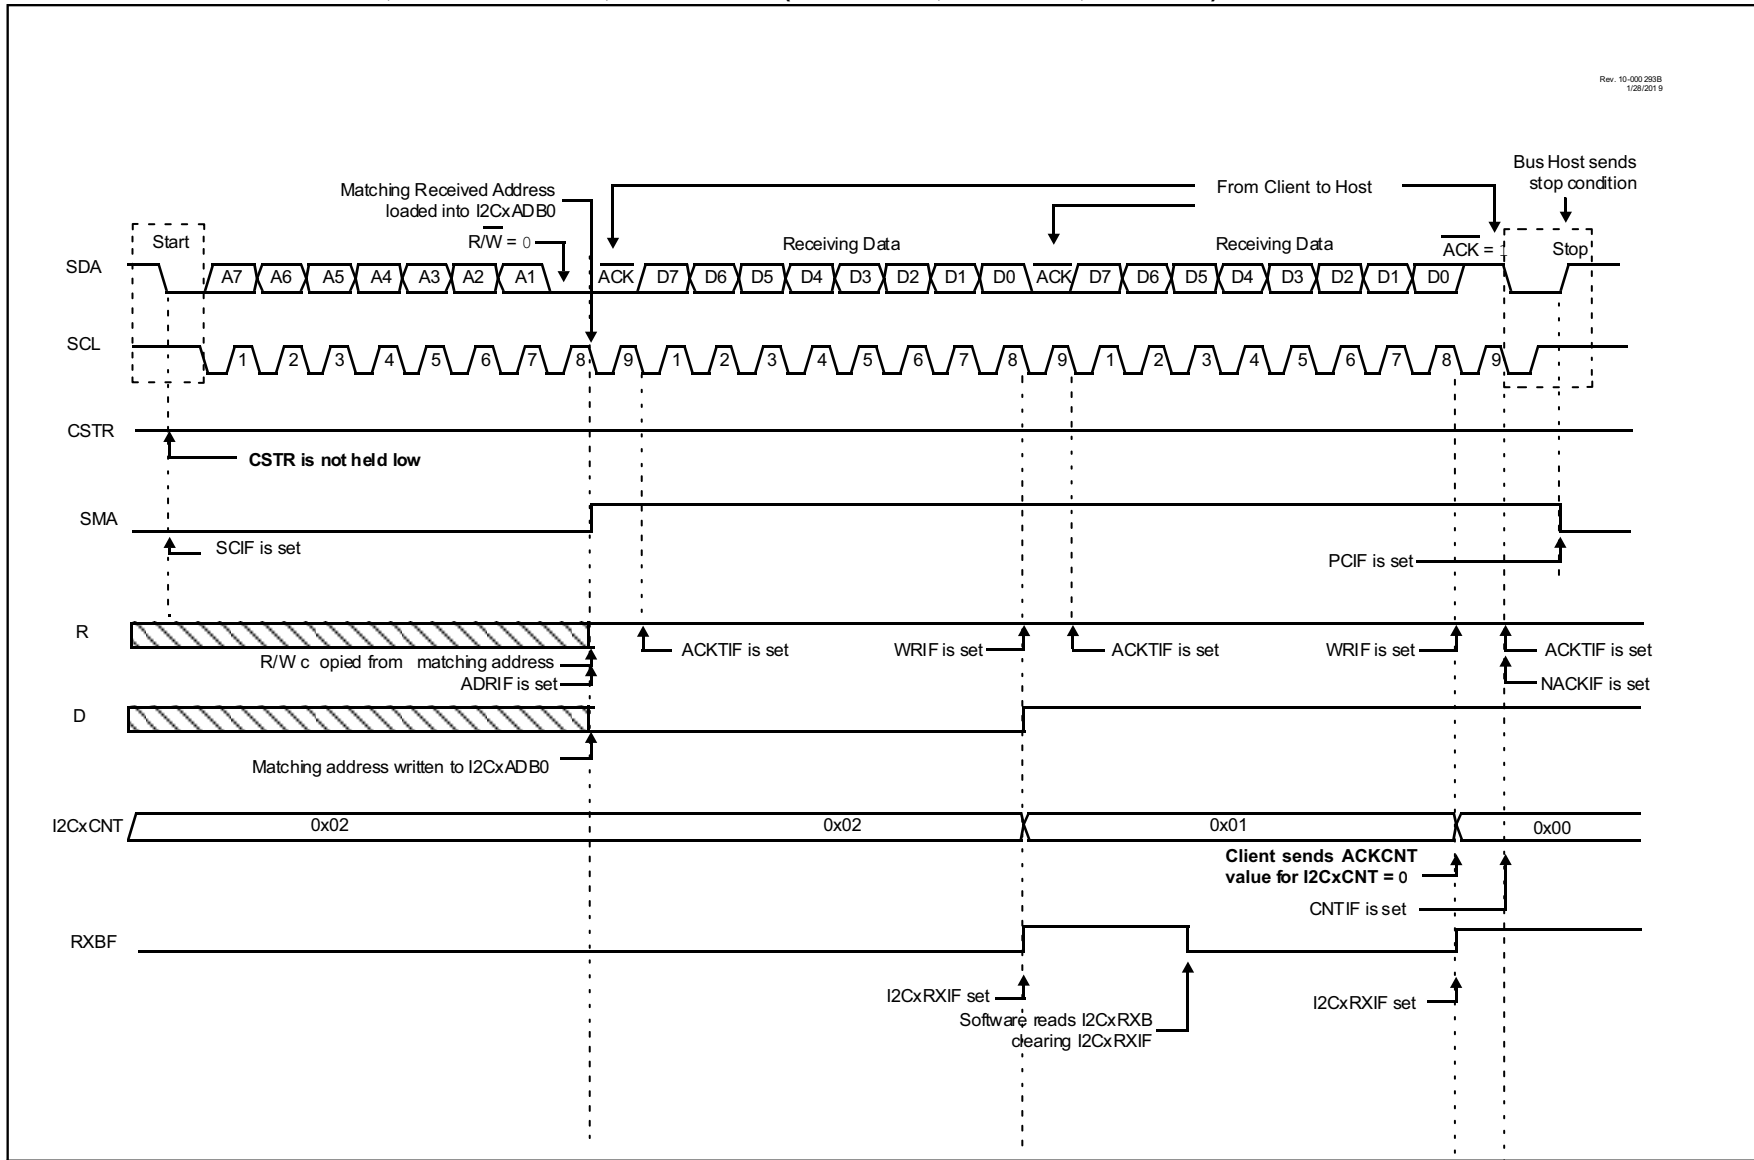 Rev. 10-000 293B
1/28/201 9
Bus Host sends
stop condition
Matching Received Address
loaded into I2CxADB0
From Client to Host
Start
R/W = 0
Receiving Data
Receiving Data
ACK = 1
Stop
SDA
A7 A6 A5 A4 A3 A2 A1 ACK D7 D6 D5 D4 D3 D2 D1 D0 ACK D7 D6 D5 D4 D3 D2 D1 D0
SCL
1 2 3 4 5 6 7 8 9 1 2 3 4 5 6 7 8 9 1 2 3 4 5 6 7 8 9
CSTR
CSTR is not held low
SMA
SCIF is set
PCIF is set
R
ACKTIF is set
WRIF is set
ACKTIF is set
WRIF is set
ACKTIF is set
R/W c opied from matching address
ADRIF is set
NACKIF is set
D
Matching address written to I2CxADB0
I2CxCNT
0x02
0x02
0x01
0x00
Client sends ACKCNT
value for I2CxCNT = 0
CNTIF is set
RXBF
I2CxRXIF set
I2CxRXIF set
Software reads I2CxRXB
clearing I2CxRXIF